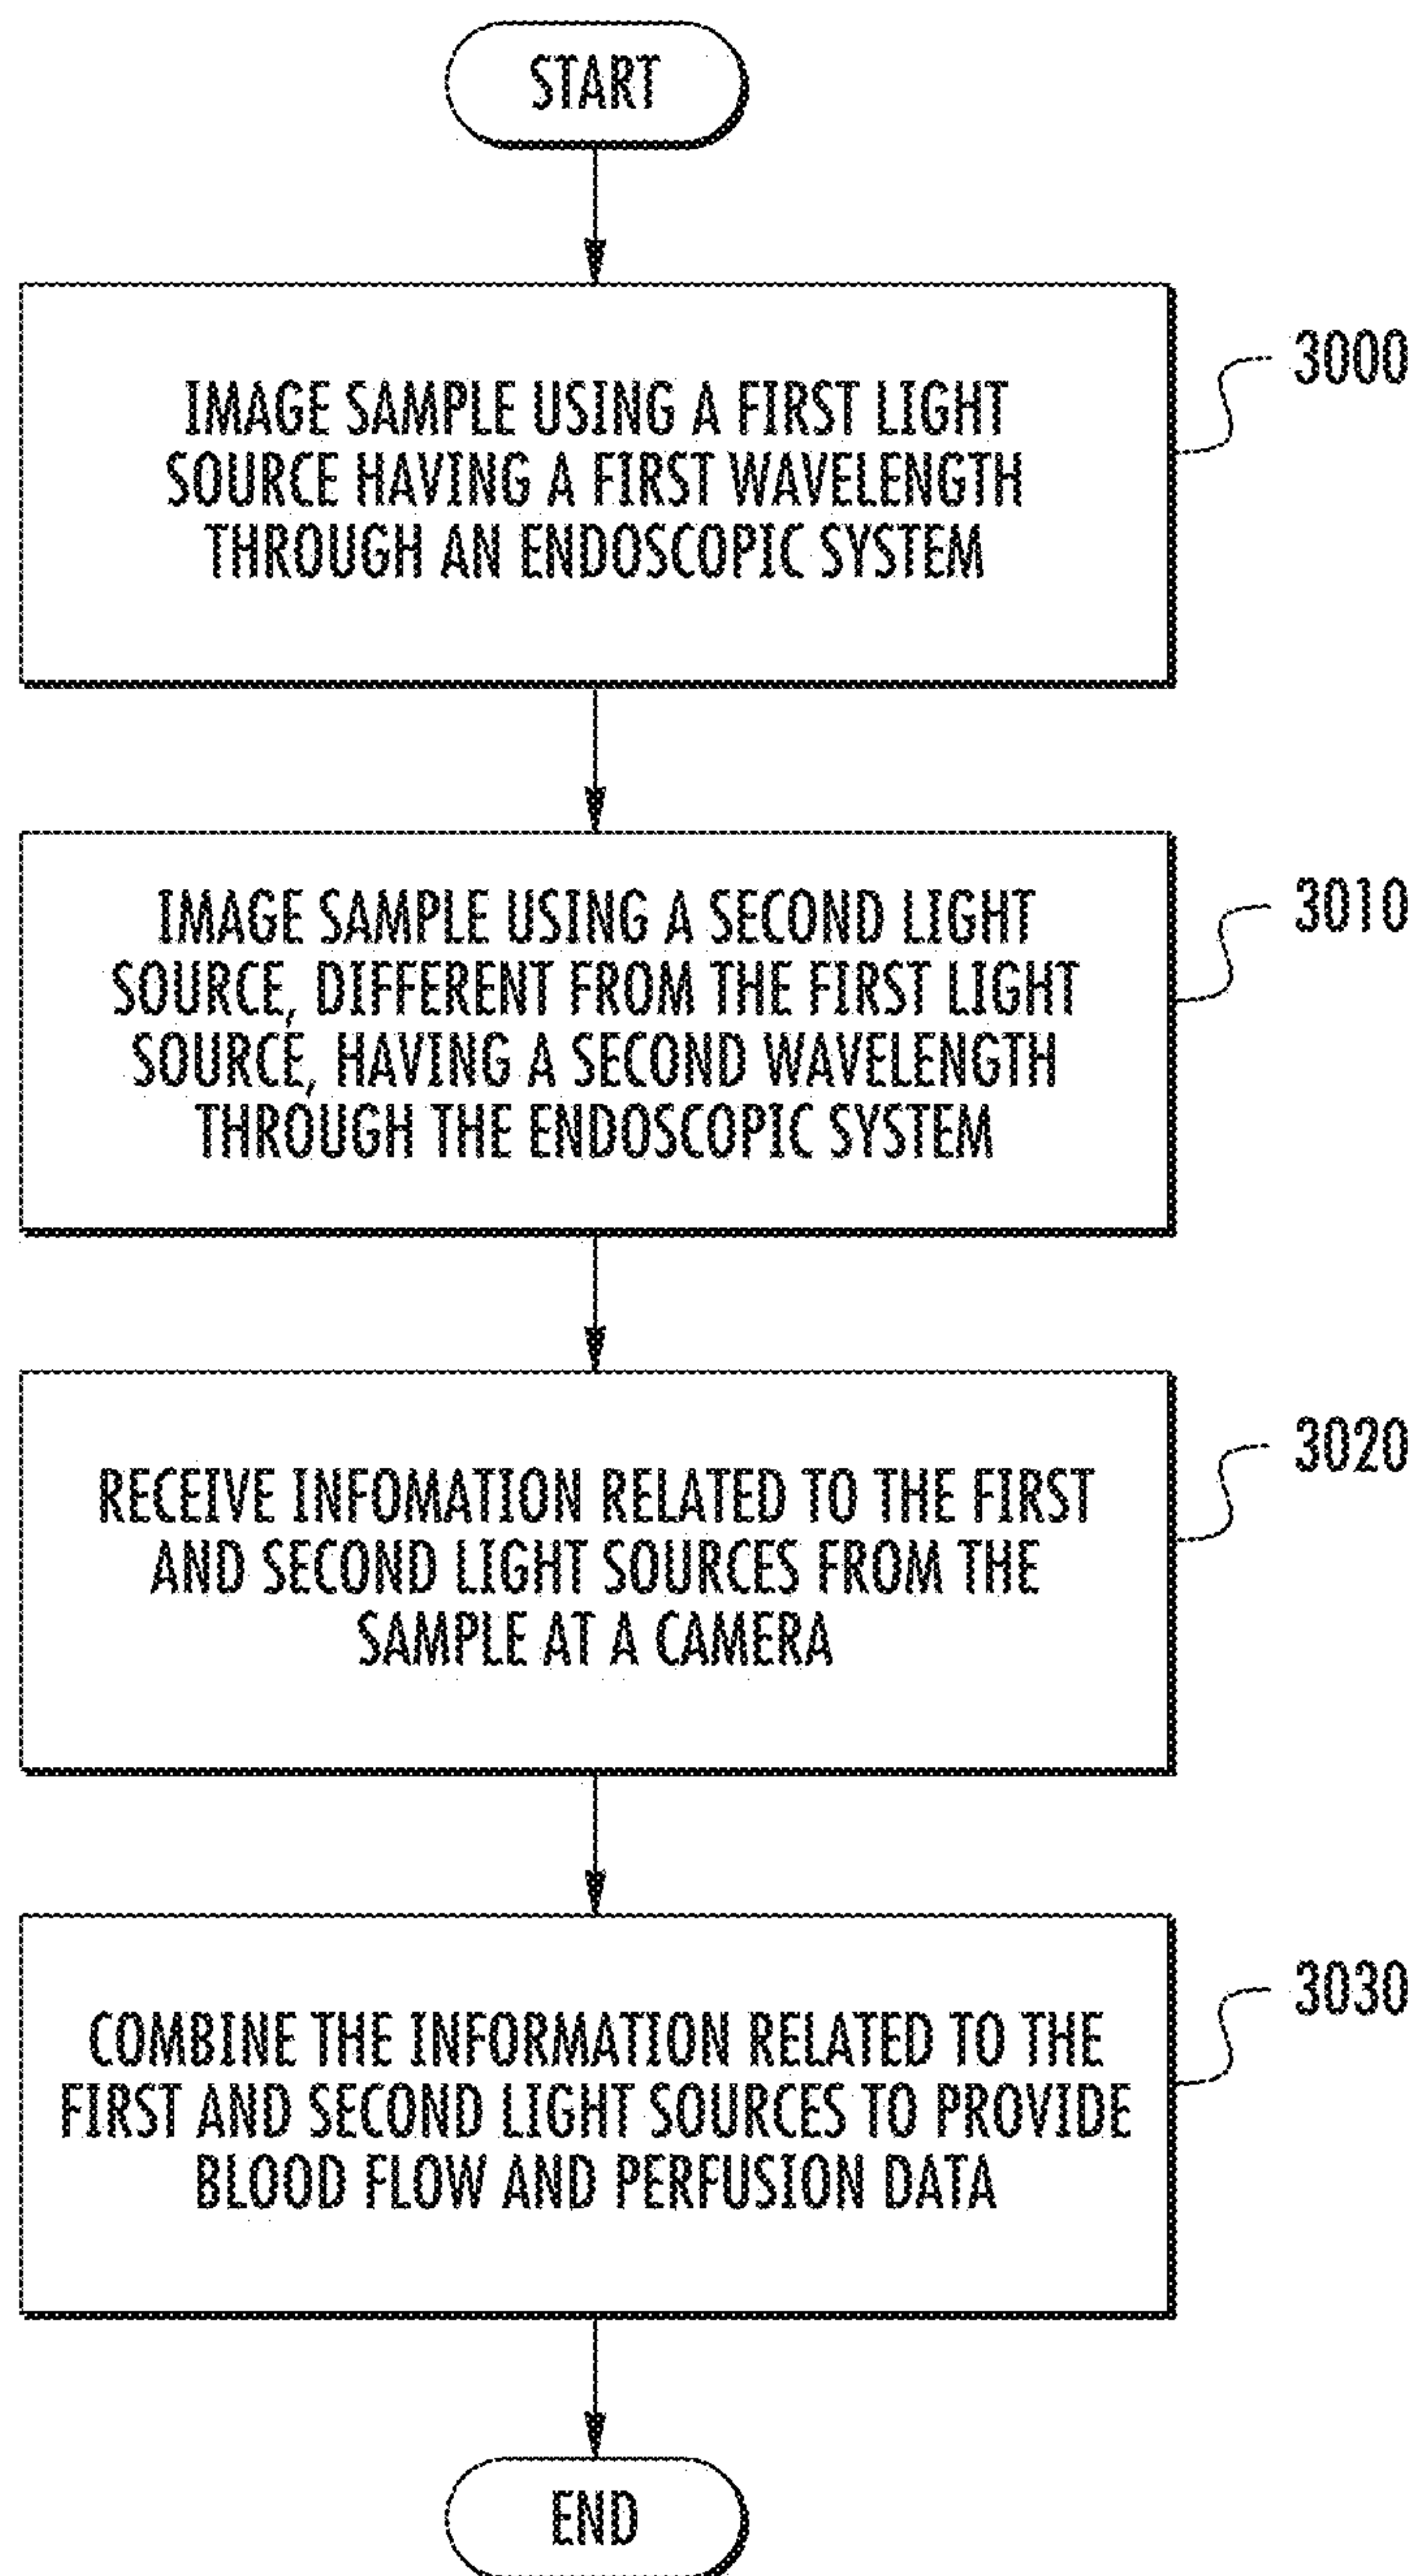 START
IMAGE SAMPLE USING A FIRST LIGHT
SOURCE HAVING A FIRST WAVELENGTH
THROUGH AN ENDOSCOPIC SYSTEM
3000
IMAGE SAMPLE USING A SECOND LIGHT
SOURCE, DIFFERENT FROM THE FIRST LIGHT
SOURCE, HAVING A SECOND WAVELENGTH
THROUGH THE ENDOSCOPIC SYSTEM
3010
RECEIVE INFOMATION RELATED TO THE FIRST
AND SECOND LIGHT SOURCES FROM THE
SAMPLE AT A CAMERA
3020
COMBINE THE INFORMATION RELATED TO THE
FIRST AND SECOND LIGHT SOURCES TO PROVIDE
BLOOD FLOW AND PERFUSION DATA
3030
END